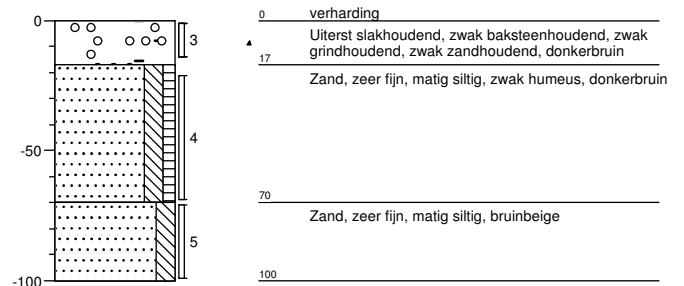 0
3
4
-50
5
-100
0 verharding
Uiterst slakhoudend, zwak baksteenhoudend, zwak
grindhoudend, zwak zandhoudend, donkerbruin
17
Zand, zeer fijn, matig siltig, zwak humeus, donkerbruin
70
Zand, zeer fijn, matig siltig, bruinbeige
100